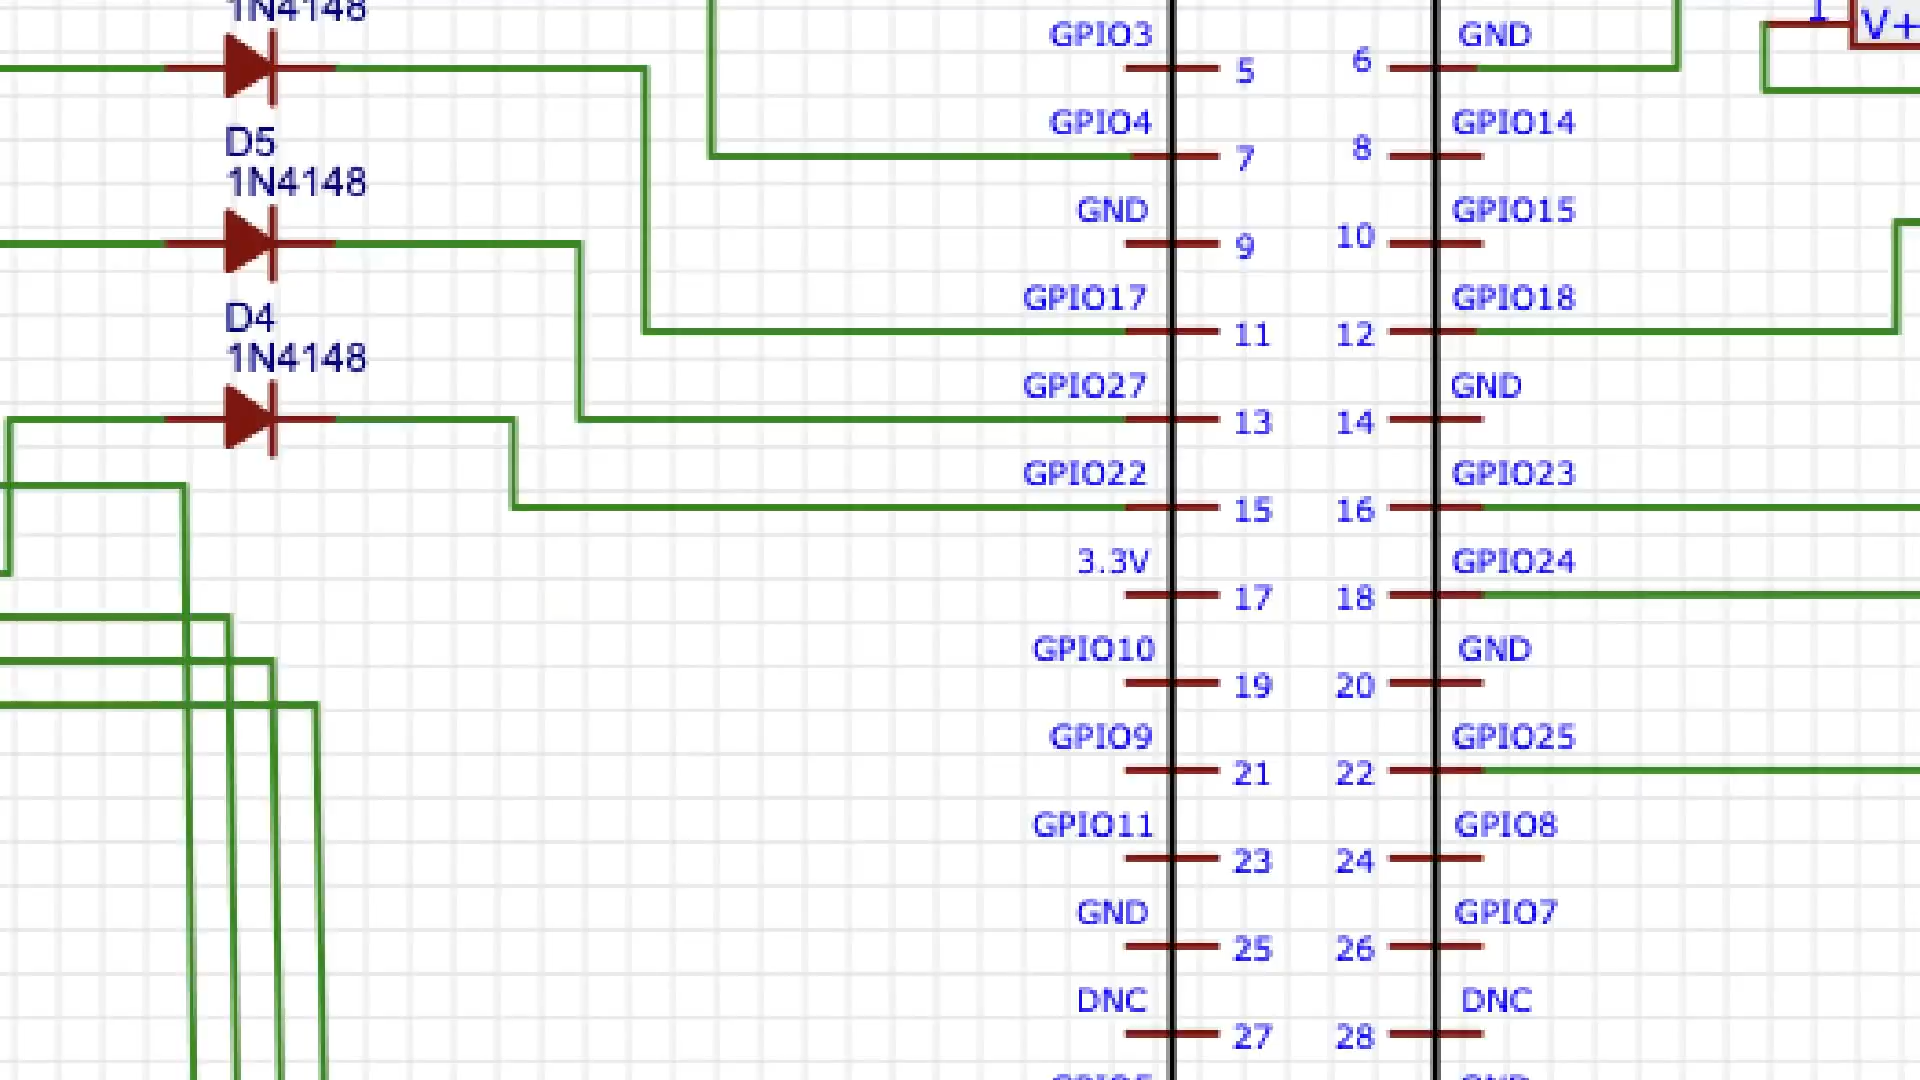 1N4148
D5
1N4148
D4
1N4148
GPIO3
5
GPIO4
7
GND
9
GPIO17
11
GPIO27
13
GPIO22
15
3.3V
17
GPIO10
19
GPIO9
21
GPIO11
23
GND
25
DNC
27
GND
6
GPIO14
8
GPIO15
10
GPIO18
12
GND
14
GPIO23
16
GPIO24
18
GND
20
GPIO25
22
GPIO8
24
GPIO7
26
DNC
28
GND
1
V+